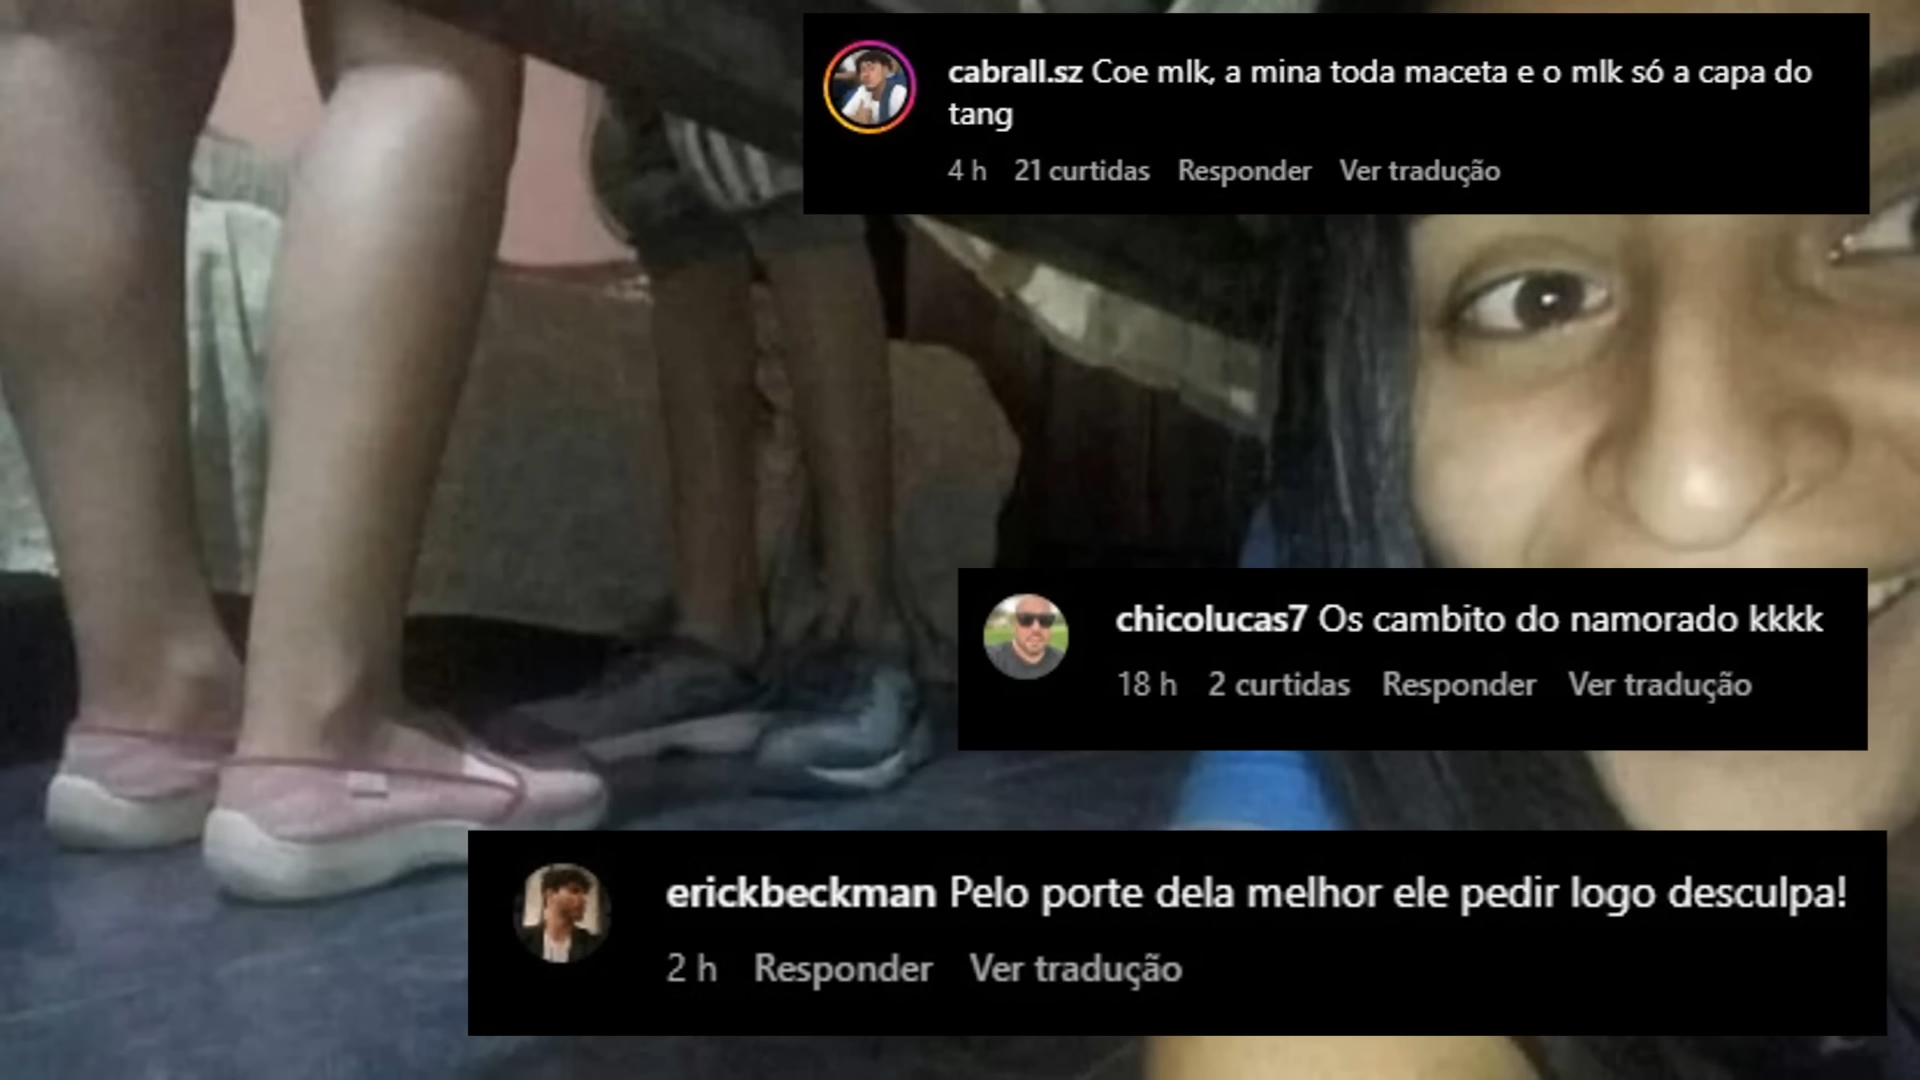 cabrall.sz Coe mlk, a mina toda maceta e o mlk só a capa do
tang
4 h 21 curtidas Responder Ver tradução
chicolucas7 Os cambito do namorado kkkk
18 h 2 curtidas Responder Ver tradução
erickbeckman Pelo porte dela melhor ele pedir logo desculpa!
2 h Responder Ver tradução